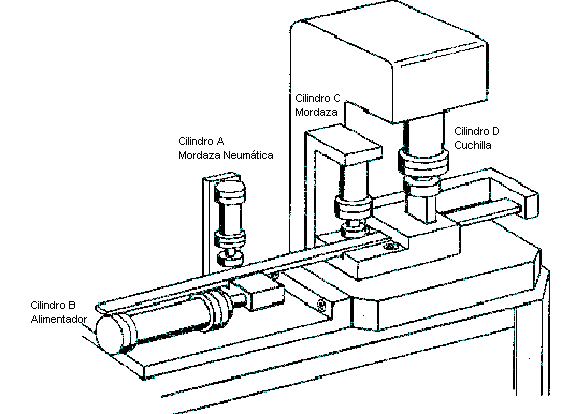 Cilindro C
Mordaza
Cilindro A
Mordaza Neumática
Cilindro D
Cuchilla
Cilindro B
Alimentador